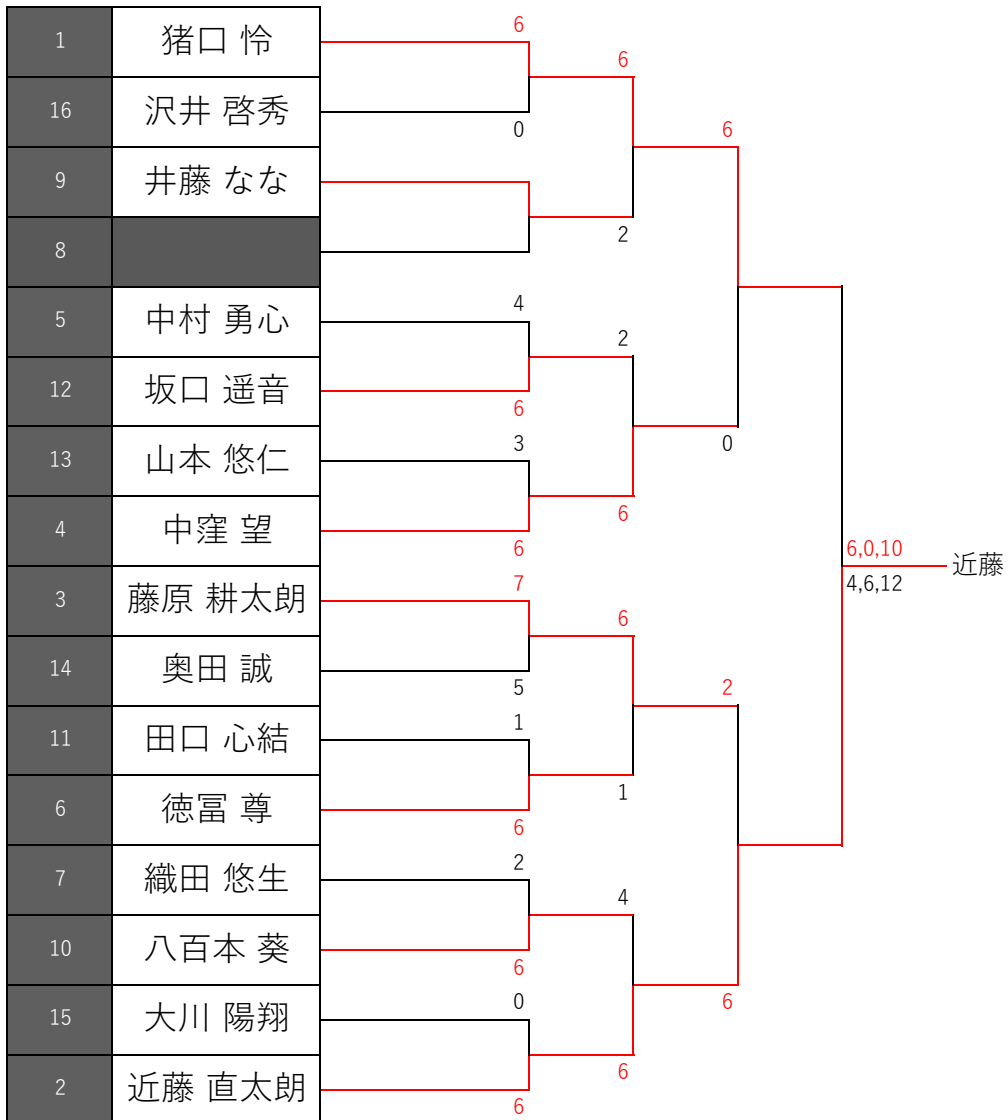 1 猪口 怜
16 沢井 啓秀
9 井藤 なな
8
5 中村 勇心
12 坂口 遥音
13 山本 悠仁
4 中窪 望
3 藤原 耕太朗
14 奥田 誠
11 田口 心結
6 徳冨 尊
7 織田 悠生
10 八百本 葵
15 大川 陽翔
2 近藤 直太朗
6
0
4
6
3
6
7
5
1
6
2
6
0
6
6
2
2
6
6
1
4
6
6
0
2
6
6,0,10
4,6,12
近藤